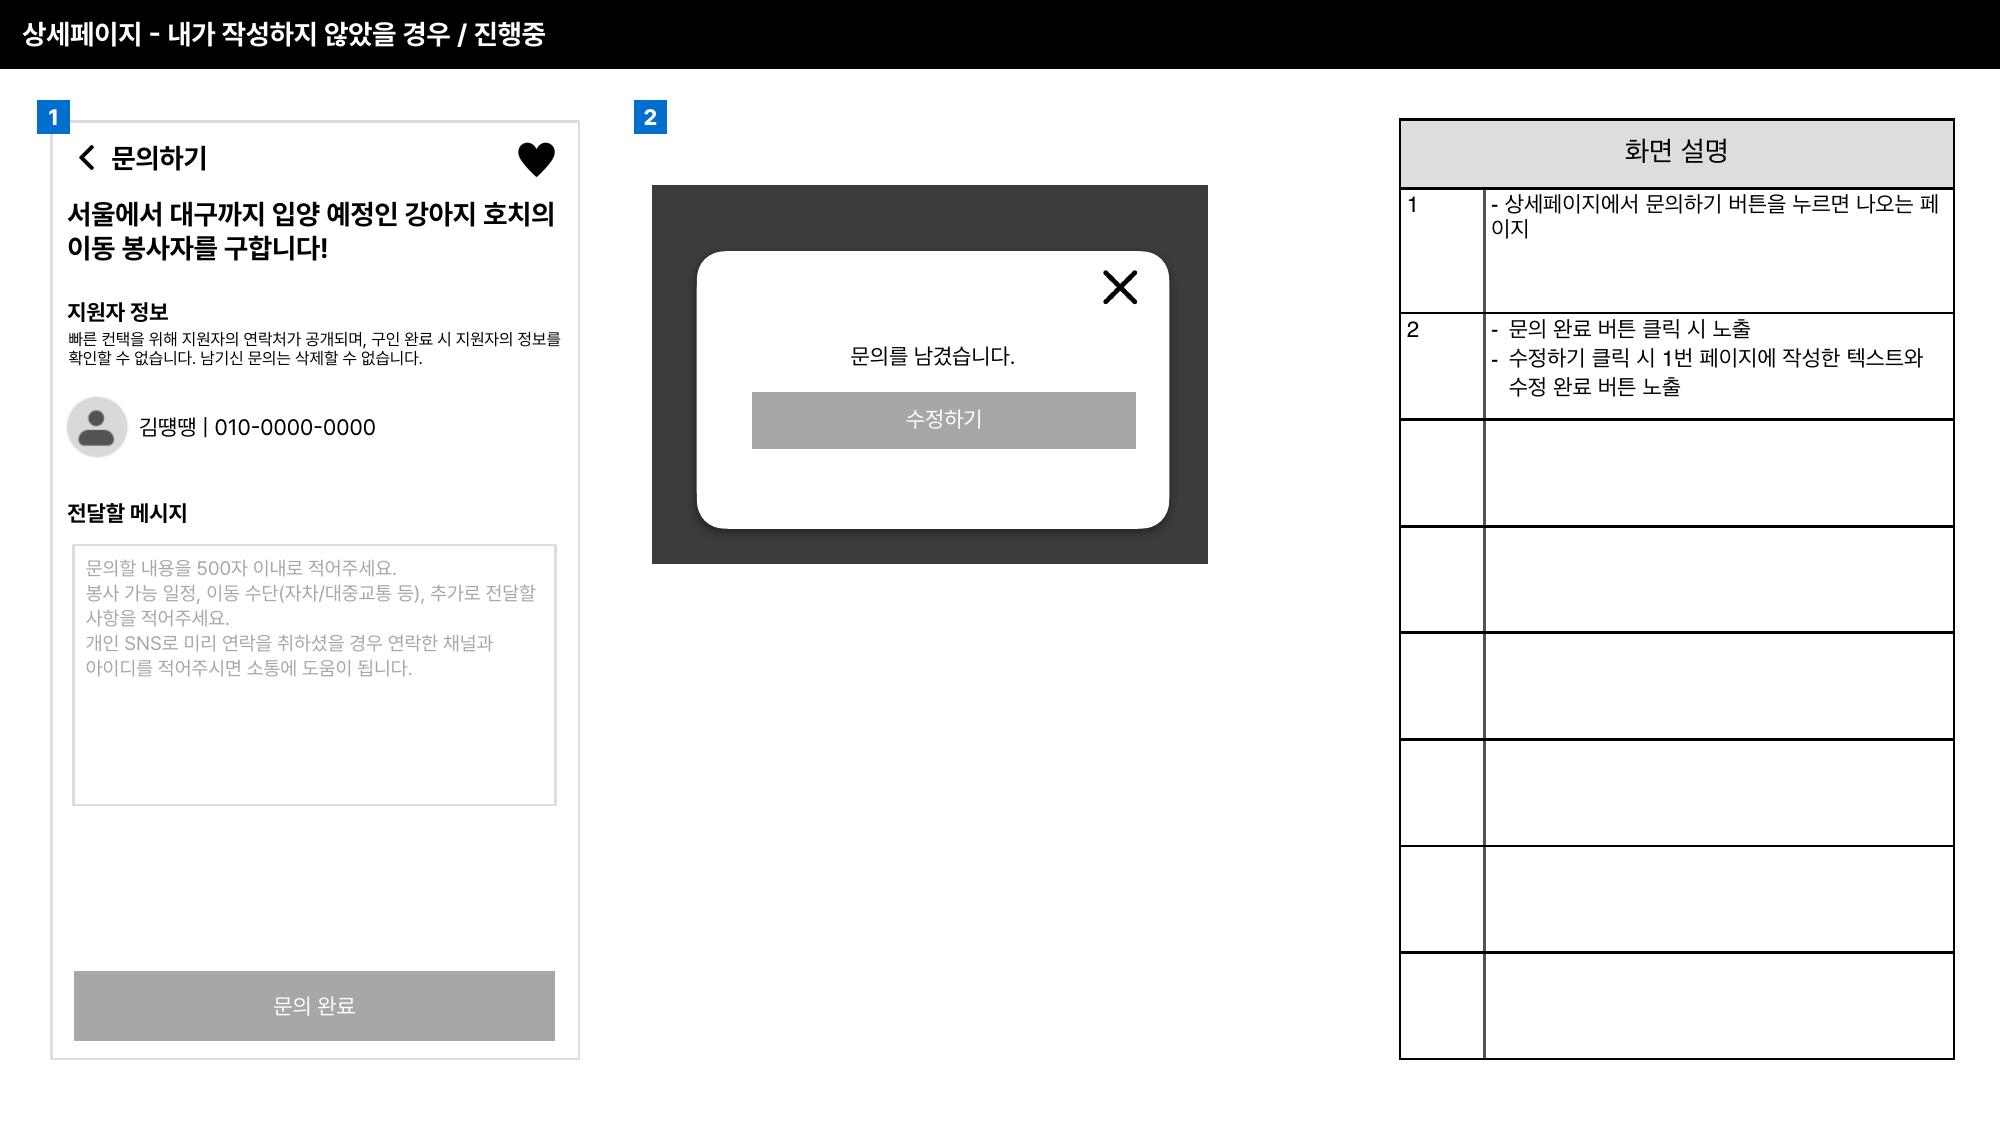 상세페이지 - 내가 작성하지 않았을 경우 / 진행중
1
문의하기
서울에서 대구까지 입양 예정인 강아지 호치의
이동 봉사자를 구합니다!
지원자 정보
빠른 컨택을 위해 지원자의 연락처가 공개되며, 구인 완료 시 지원자의 정보를
확인할 수 없습니다. 남기신 문의는 삭제할 수 없습니다.
김떙땡 | 010-0000-0000
전달할 메시지
문의할 내용을 500자 이내로 적어주세요.
봉사 가능 일정, 이동 수단(자차/대중교통 등), 추가로 전달할
사항을 적어주세요.
개인 SNS로 미리 연락을 취하셨을 경우 연락한 채널과
아이디를 적어주시면 소통에 도움이 됩니다.
문의 완료
2
문의를 남겼습니다.
수정하기
화면 설명
1
- 상세페이지에서 문의하기 버튼을 누르면 나오는 페
이지
2
- 문의 완료 버튼 클릭 시 노출
- 수정하기 클릭 시 1번 페이지에 작성한 텍스트와
수정 완료 버튼 노출